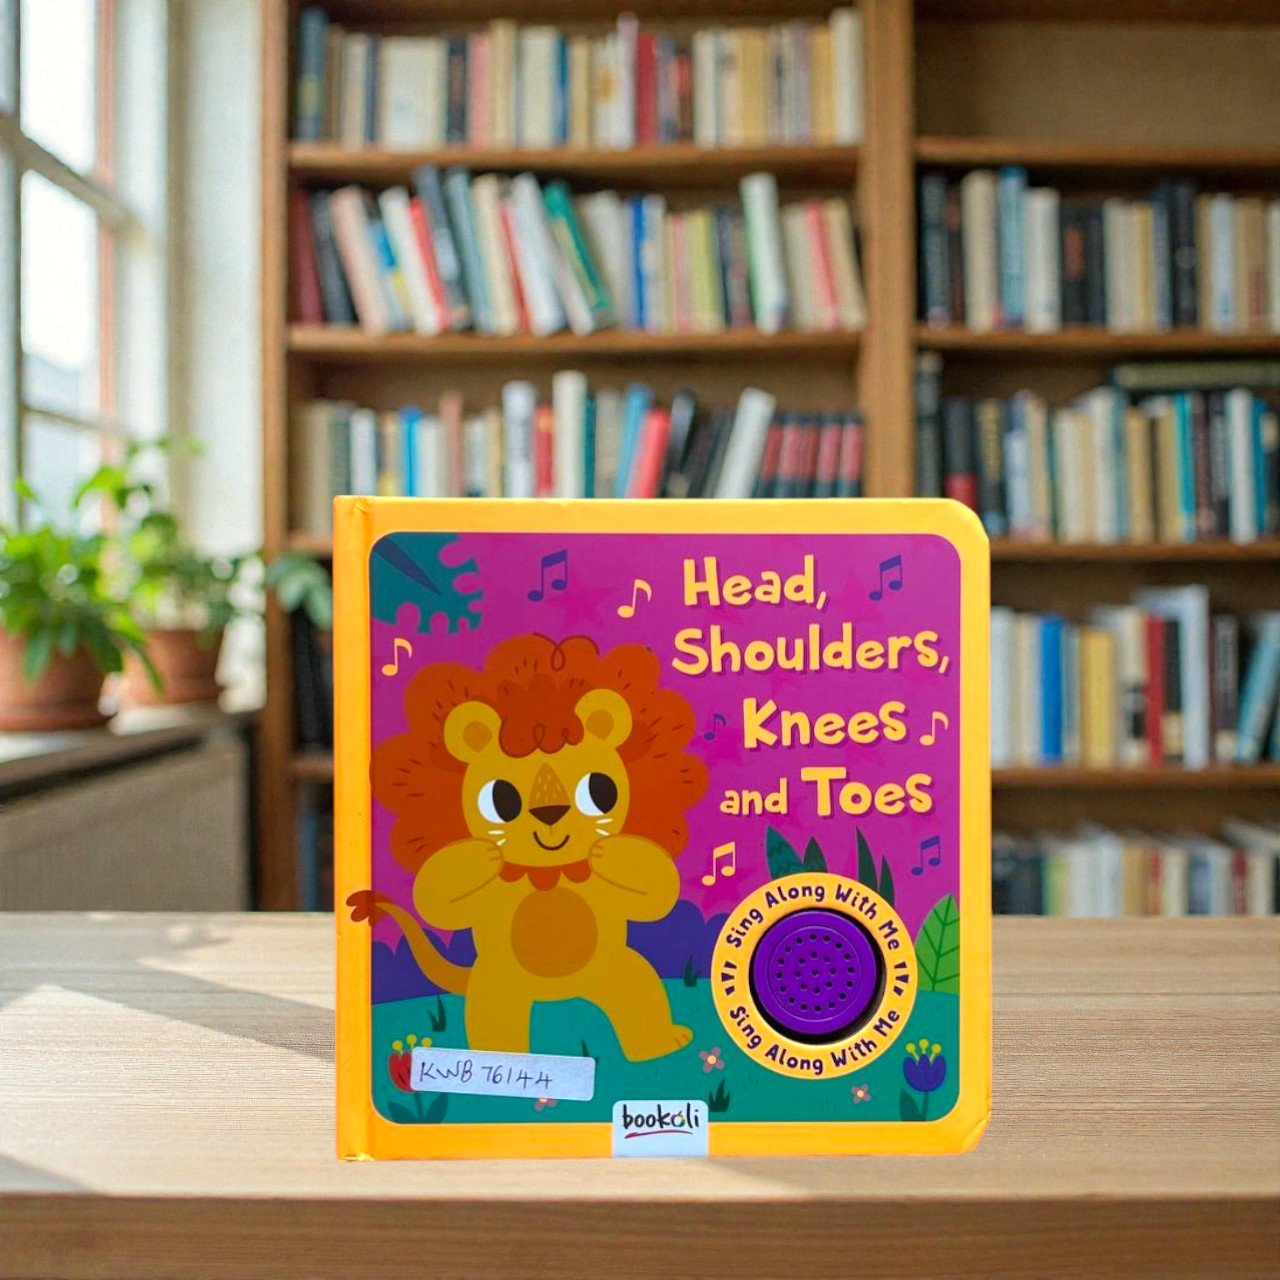 Head,
Shoulders,
Knees
and Toes
Sing Along With Me
Sing Along With Me
KWB 76144
bookoli